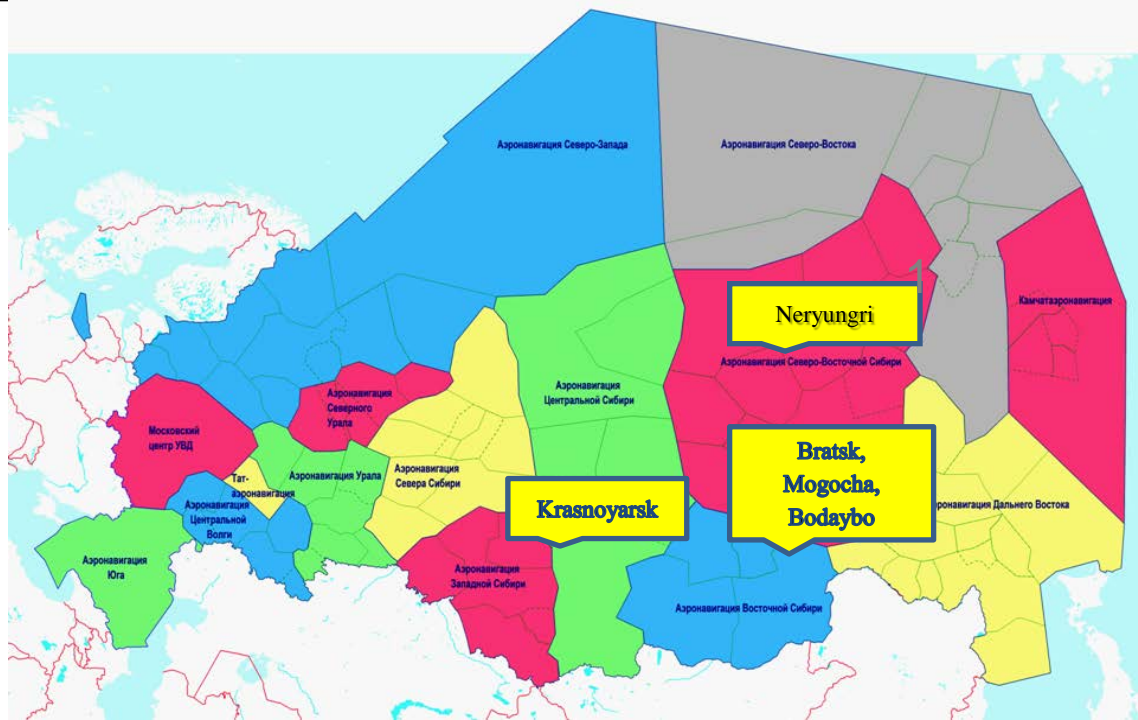 Аэронавигация Северо-Запада
Аэронавигация Северо-Востока
Neryungri
Камчатаэронавигация
Аэронавигация Северо-Восточной Сибири
Аэронавигация
Центральной Сибири
Аэронавигация
Северного
Урала
Московский
центр УВД
Bratsk,
Mogocha,
Bodaybo
Аэронавигация Урала
Аэронавигация
Севера Сибири
Тат-
аэронавигация
Krasnoyarsk
Аэронавигация
Центральной
Волги
эронавигация Дальнего Востока
Аэронавигация
Юга
Аэронавигация
Западной Сибири
Аэронавигация Восточной Сибири